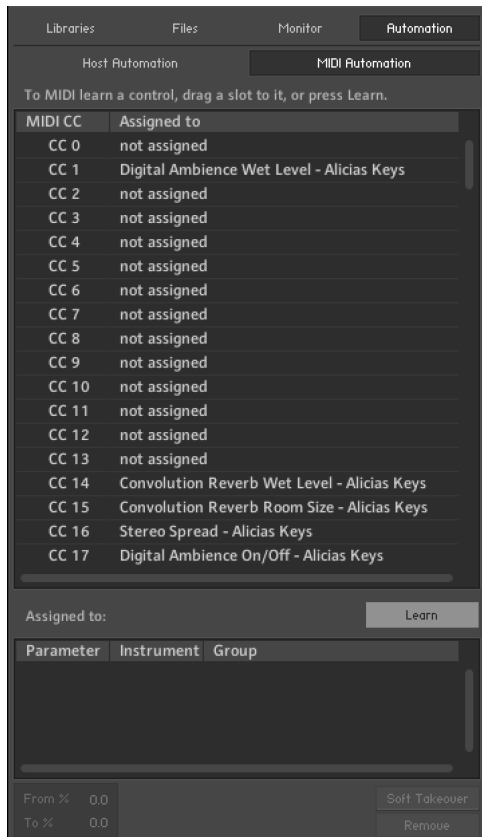 Libraries Files Monitor Automation
Host Automation MIDI Automation
To MIDI learn a control, drag a slot to it, or press Learn.
MIDI CC Assigned to
CC 0 not assigned
CC 1 Digital Ambience Wet Level - Alicias Keys
CC 2 not assigned
CC 3 not assigned
CC 4 not assigned
CC 5 not assigned
CC 6 not assigned
CC 7 not assigned
CC 8 not assigned
CC 9 not assigned
CC 10 not assigned
CC 11 not assigned
CC 12 not assigned
CC 13 not assigned
CC 14 Convolution Reverb Wet Level - Alicias Keys
CC 15 Convolution Reverb Room Size - Alicias Keys
CC 16 Stereo Spread - Alicias Keys
CC 17 Digital Ambience On/Off - Alicias Keys
Assigned to: Learn
Parameter Instrument Group
From % 0.0 Soft Takeover
To % 0.0 Remove